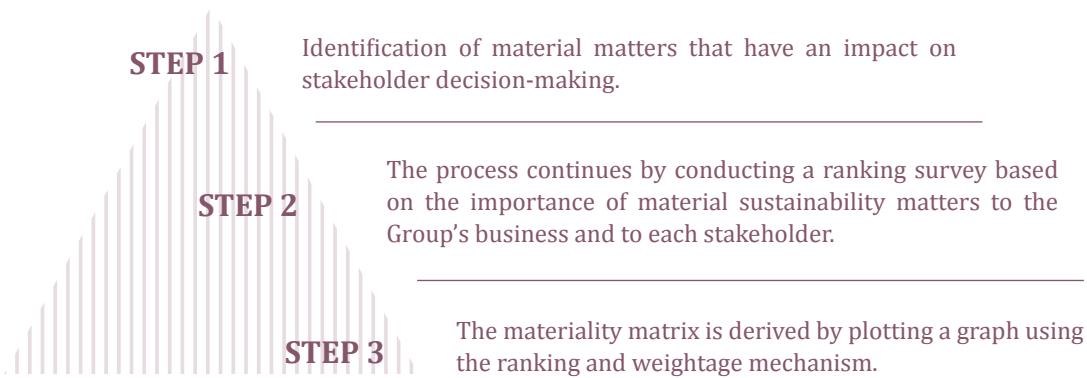 STEP 1
Identification of material matters that have an impact on
stakeholder decision-making.
STEP 2
The process continues by conducting a ranking survey based
on the importance of material sustainability matters to the
Group's business and to each stakeholder.
STEP 3
The materiality matrix is derived by plotting a graph using
the ranking and weightage mechanism.